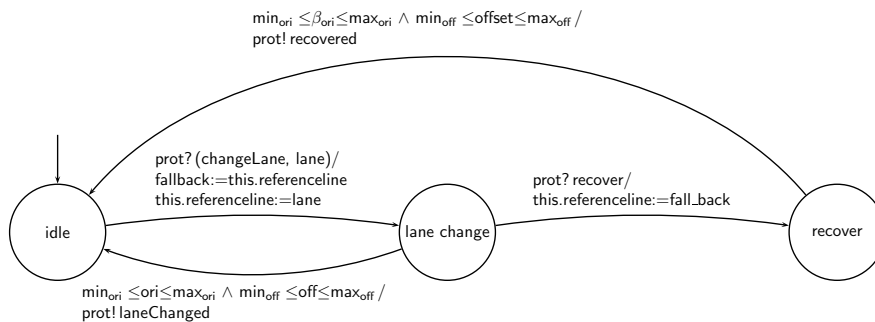 min_ori ≤β_ori≤max_ori ∧ min_off ≤offset≤max_off /
prot! recovered
prot? (changeLane, lane)/
fallback:=this.referenceline
this.referenceline:=lane
prot? recover/
this.referenceline:=fall_back
idle
lane change
recover
min_ori ≤ori≤max_ori ∧ min_off ≤off≤max_off /
prot! laneChanged